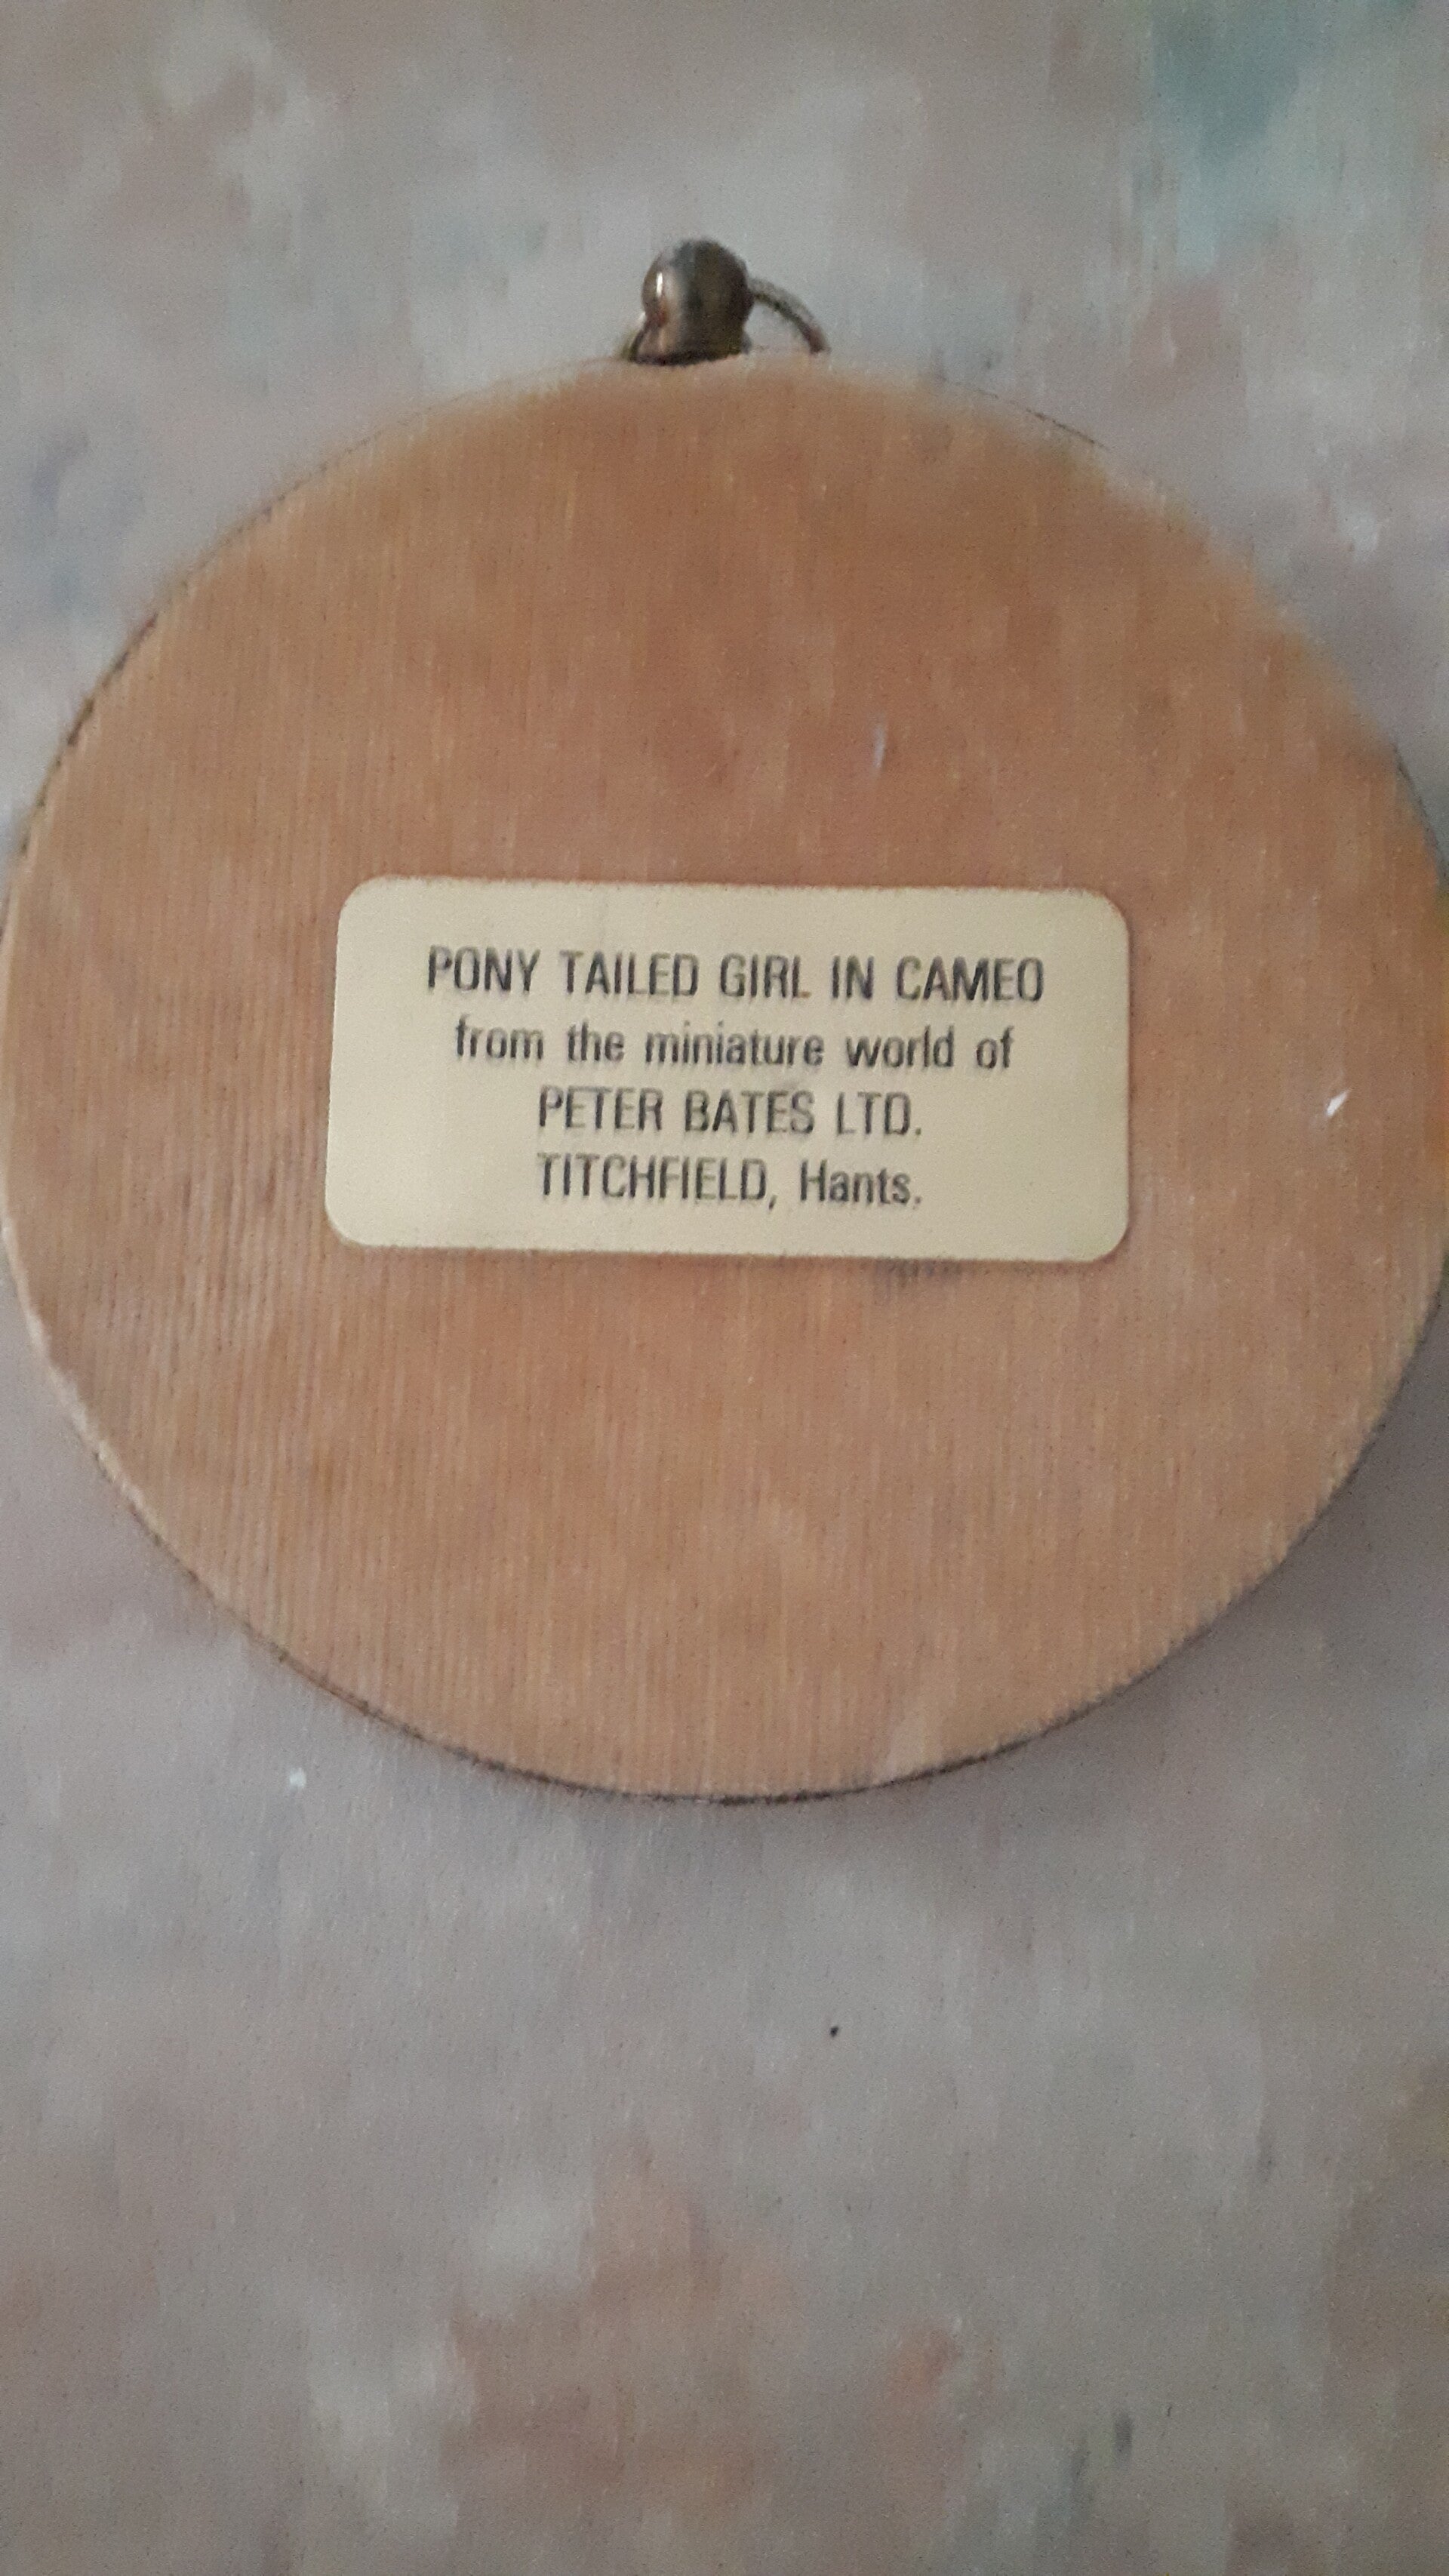 PONY TAILED GIRL IN CAMEO
from the miniature world of
PETER BATES LTD.
TITCHFIELD, Hants.